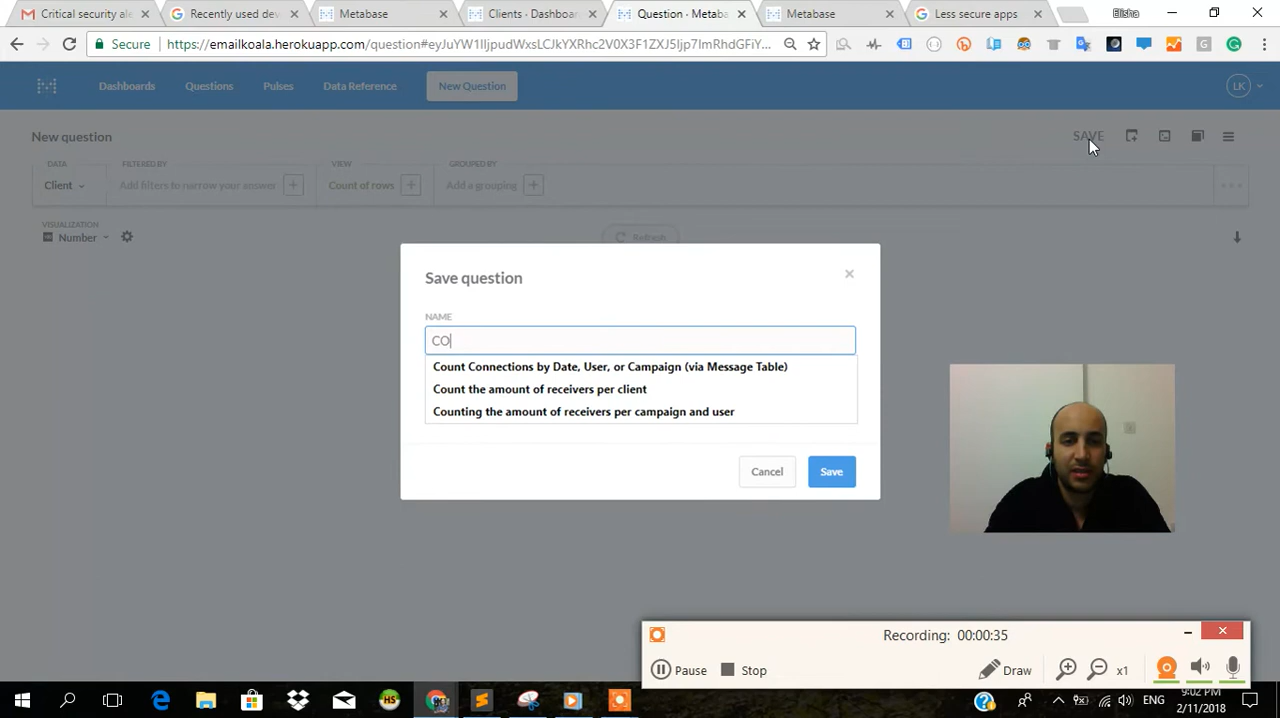 Critical security ale
Recently used dev
Metabase
Clients · Dashboar
Question · Metaba
Metabase
Less secure apps
Elisha
Secure
https://emailkoala.herokuapp.com/question#eyJuYW1lIjpudWxsLCJkYXRhc2V0X3F1ZXJ5Ijp7ImRhdGFiY...
Dashboards
Questions
Pulses
Data Reference
New Question
LK
New question
SAVE
DATA
FILTERED BY
VIEW
GROUPED BY
Client
Add filters to narrow your answer
Count of rows
Add a grouping
VISUALIZATION
Number
Refresh
Save question
NAME
CO
Count Connections by Date, User, or Campaign (via Message Table)
Count the amount of receivers per client
Counting the amount of receivers per campaign and user
Cancel
Save
Recording: 00:00:35
Pause
Stop
Draw
x1
ENG
9:02 PM
2/11/2018